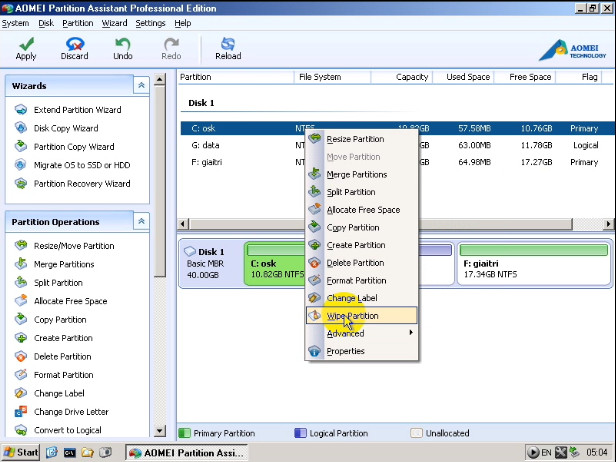 AOMEI Partition Assistant Professional Edition
System Disk Partition Wizard Settings Help
Apply Discard Undo Redo Reload
AOMEI
TECHNOLOGY
Wizards
Extend Partition Wizard
Disk Copy Wizard
Partition Copy Wizard
Migrate OS to SSD or HDD
Partition Recovery Wizard
Partition Operations
Resize/Move Partition
Merge Partitions
Split Partition
Allocate Free Space
Copy Partition
Create Partition
Delete Partition
Format Partition
Change Label
Change Drive Letter
Convert to Logical
Partition File System Capacity Used Space Free Space Flag
Disk 1
C: osk 57.58MB 10.76GB Primary
G: data 63.00MB 11.78GB Logical
F: giaitri 64.98MB 17.27GB Primary
Resize Partition
Move Partition
Merge Partitions
Split Partition
Allocate Free Space
Copy Partition
Create Partition
Delete Partition
Format Partition
Change Label
Wipe Partition
Advanced
Properties
Disk 1
Basic MBR
40.00GB
C: osk
10.82GB NTFS
F: giaitri
17.34GB NTFS
Primary Partition Logical Partition Unallocated
Start AOMEI Partition Assi... EN 05:04